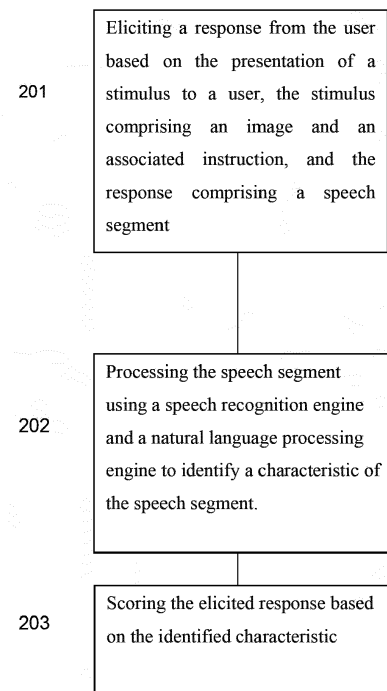 Eliciting a response from the user
based on the presentation of a
stimulus to a user, the stimulus
comprising an image and an
associated instruction, and the
response comprising a speech
segment
201
Processing the speech segment
using a speech recognition engine
and a natural language processing
engine to identify a characteristic of
the speech segment.
202
Scoring the elicited response based
on the identified characteristic
203